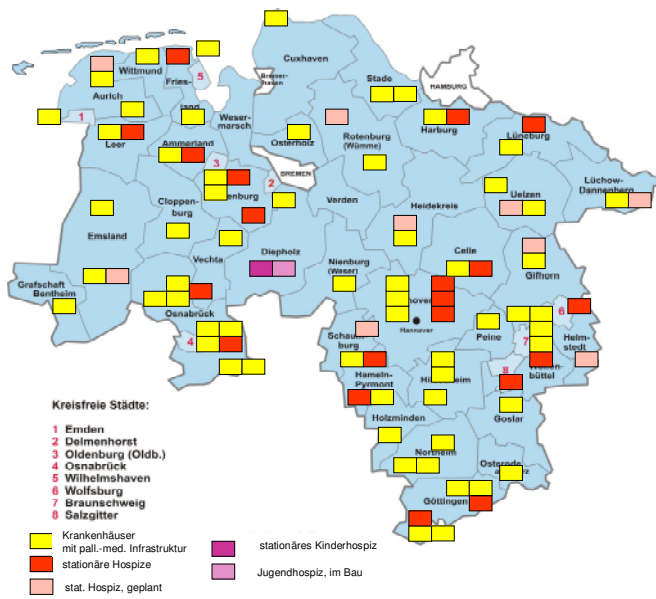 Cuxhaven
Wittmund
Stade
HAMBURG
Fries-
5
Bremer-
haven
Aurich
land
Weser-
marsch
1
Harburg
Lüneburg
Leer
Ammerland
Osterholz
Rotenburg
(Wümme)
3
BREMEN
2
Lüchow-
Dannenberg
Uelzen
Cloppen-
burg
Verden
Heidekreis
Emsland
Vechta
Diepholz
Celle
Nienburg
(Weser)
Gifhorn
Grafschaft
Bentheim
Osnabrück
6
Hannover
Schaum-
burg
Peine
7
Helm-
stedt
4
büttel
8
Hameln-
Pyrmont
Goslar
Kreisfreie Städte:
Holzminden
1 Emden
2 Delmenhorst
3 Oldenburg (Oldb.)
4 Osnabrück
5 Wilhelmshaven
6 Wolfsburg
7 Braunschweig
8 Salzgitter
Northeim
Osterode
Göttingen
Krankenhäuser
mit pall.-med. Infrastruktur
stationäre Hospize
stat. Hospiz, geplant
stationäres Kinderhospiz
Jugendhospiz, im Bau